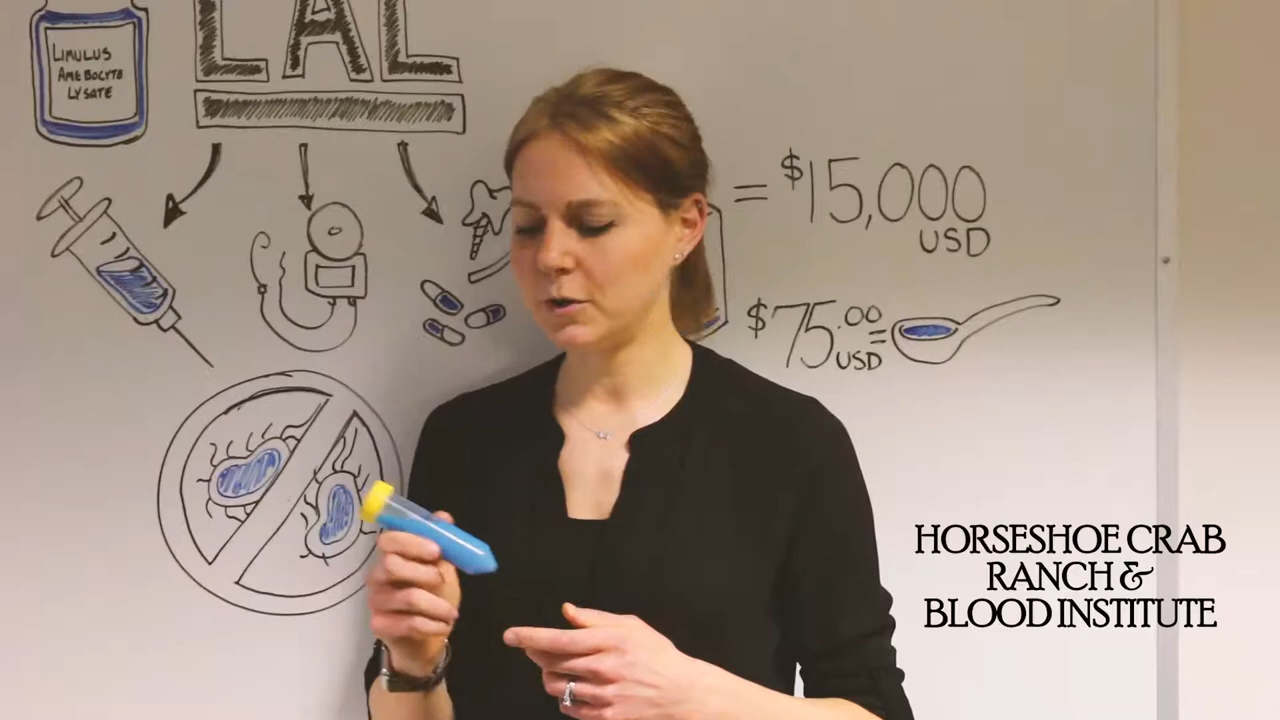 LIMULUS
AMEBOCYTE
LYSATE
LAL
= $15,000
USD
$75.00 =
USD
HORSESHOE CRAB
RANCH &
BLOOD INSTITUTE